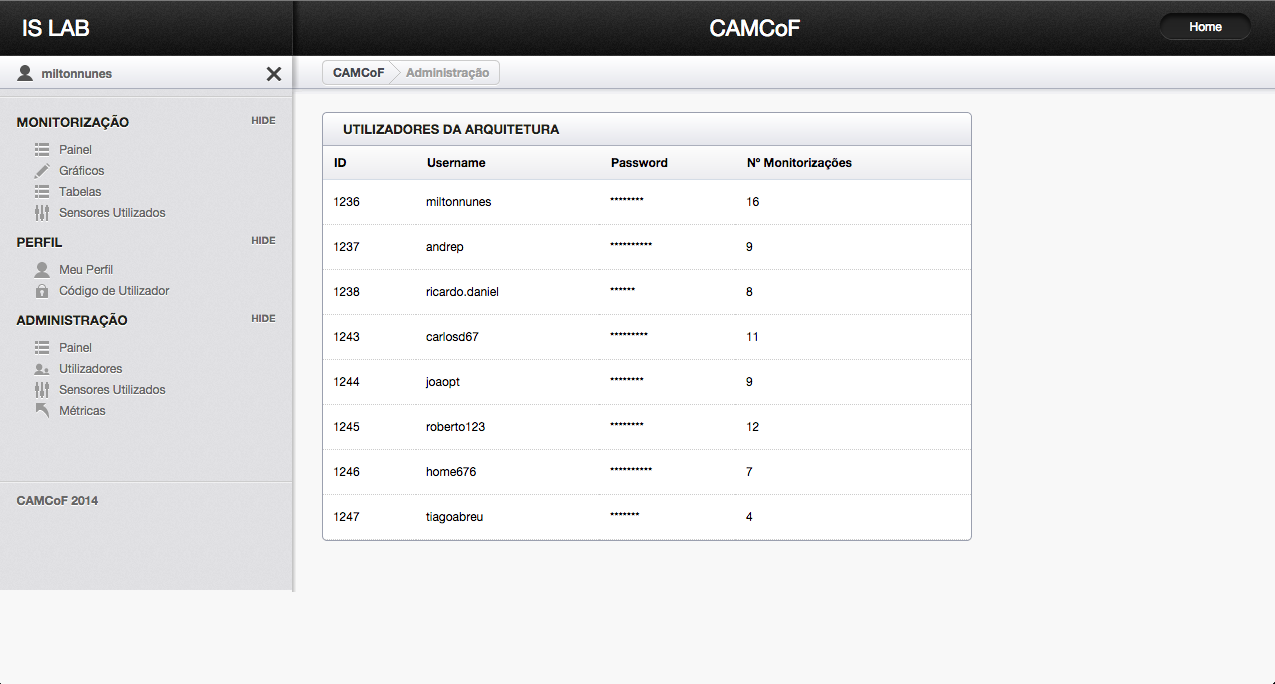 IS LAB
CAMCoF
Home
miltonnunes
CAMCoF Administração
MONITORIZAÇÃO HIDE
Painel
Gráficos
Tabelas
Sensores Utilizados
PERFIL HIDE
Meu Perfil
Código de Utilizador
ADMINISTRAÇÃO HIDE
Painel
Utilizadores
Sensores Utilizados
Métricas
CAMCoF 2014
UTILIZADORES DA ARQUITETURA
ID Username Password Nº Monitorizações
1236 miltonnunes ******** 16
1237 andrep ********** 9
1238 ricardo.daniel ****** 8
1243 carlosd67 ********* 11
1244 joaopt ******** 9
1245 roberto123 ******** 12
1246 home676 ********** 7
1247 tiagoabreu ******* 4